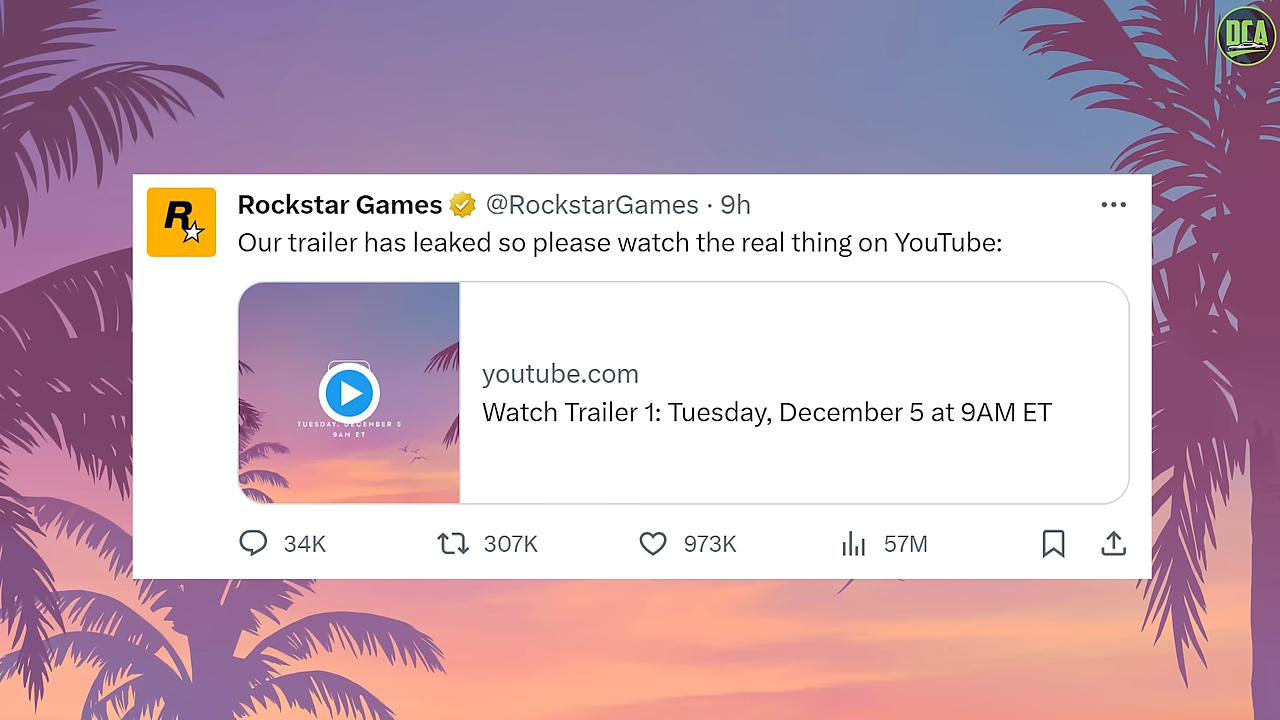 DCA
R
Rockstar Games @RockstarGames · 9h
Our trailer has leaked so please watch the real thing on YouTube:
TUESDAY, DECEMBER 5
9AM ET
youtube.com
Watch Trailer 1: Tuesday, December 5 at 9AM ET
34K 307K 973K 57M